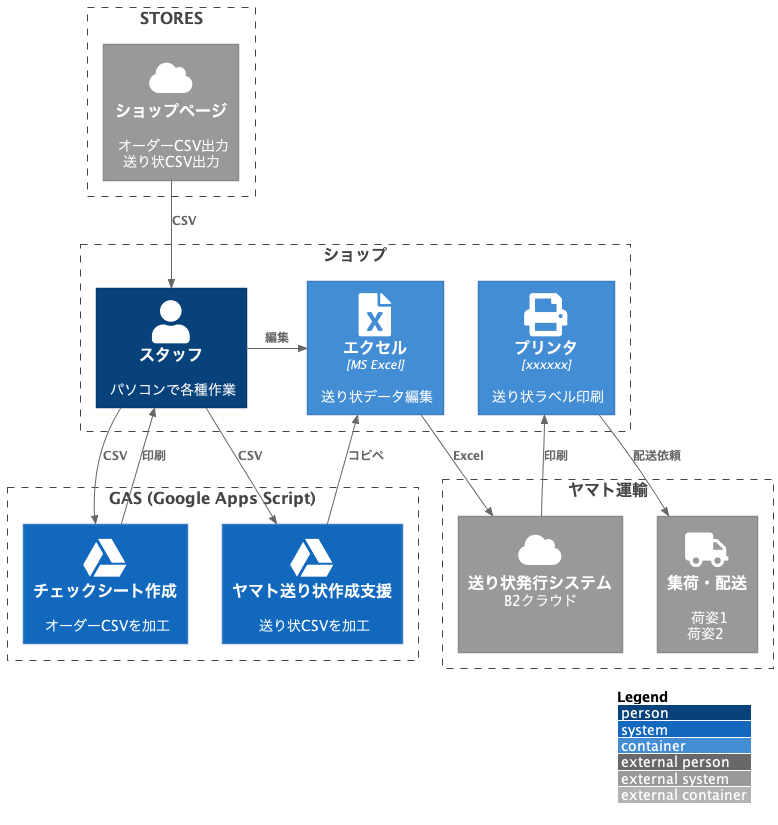 STORES
ショップページ
オーダーCSV出力
送り状CSV出力
CSV
ショップ
スタッフ
パソコンで各種作業
編集
エクセル
[MS Excel]
送り状データ編集
プリンタ
[xxxxxx]
送り状ラベル印刷
CSV
印刷
CSV
コピペ
Excel
印刷
配送依頼
GAS (Google Apps Script)
チェックシート作成
オーダーCSVを加工
ヤマト送り状作成支援
送り状CSVを加工
ヤマト運輸
送り状発行システム
B2クラウド
集荷・配送
荷姿1
荷姿2
Legend
person
system
container
external person
external system
external container